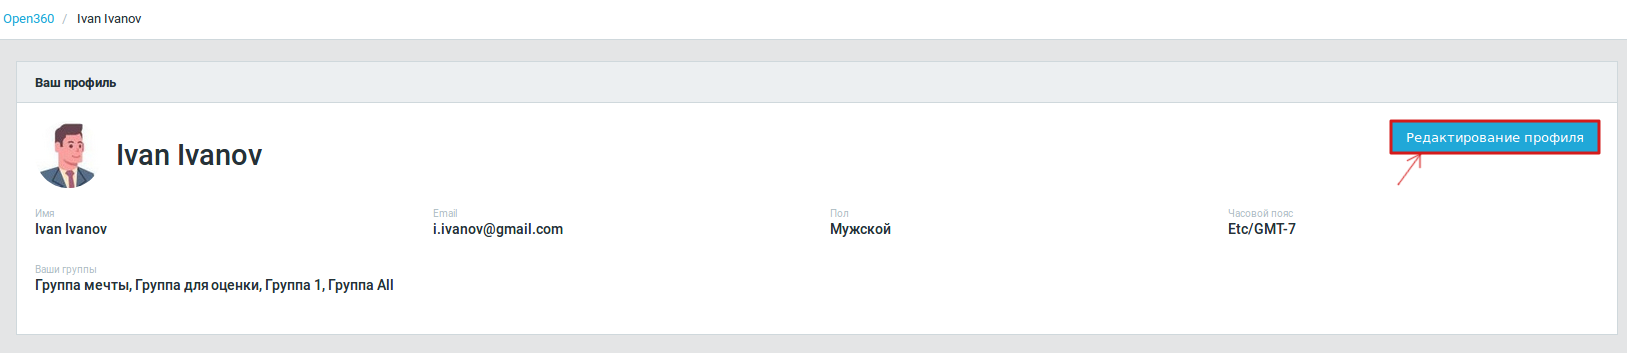 Open360 / Ivan Ivanov
Ваш профиль
Ivan Ivanov
Редактирование профиля
Имя Email Пол Часовой пояс
Ivan Ivanov i.ivanov@gmail.com Мужской Etc/GMT-7
Ваши группы
Группа мечты, Группа для оценки, Группа 1, Группа All